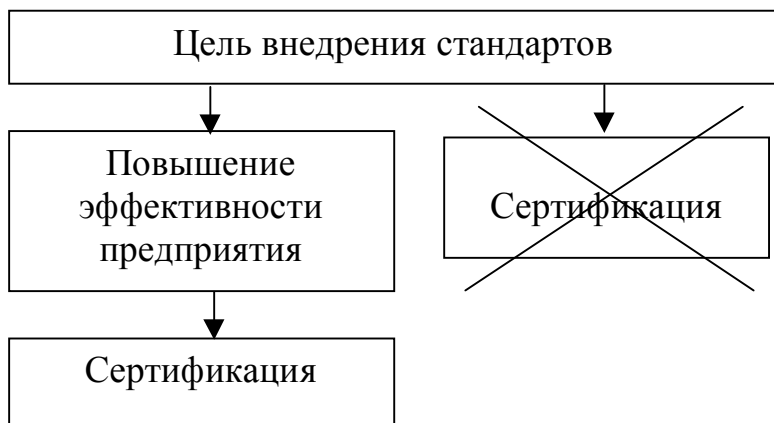 Цель внедрения стандартов
Повышение
эффективности
предприятия
Сертификация
Сертификация